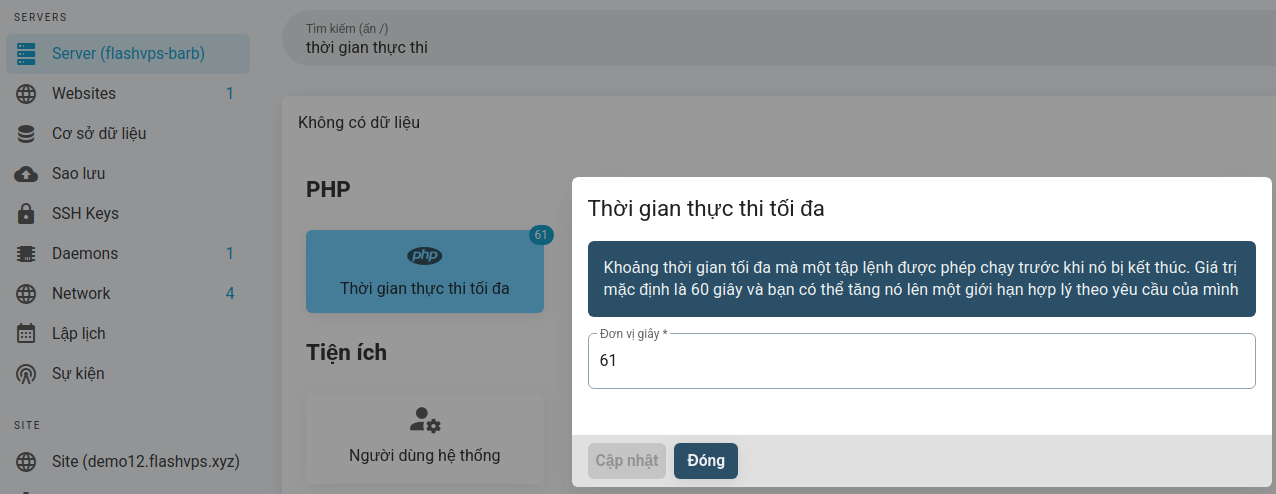 SERVERS
Server (flashvps-barb)
Websites 1
Cơ sở dữ liệu
Sao lưu
SSH Keys
Daemons 1
Network 4
Lập lịch
Sự kiện
SITE
Site (demo12.flashvps.xyz)
Tìm kiếm (ấn /)
thời gian thực thi
Không có dữ liệu
PHP
61
php
Thời gian thực thi tối đa
Tiện ích
Người dùng hệ thống
Thời gian thực thi tối đa
Khoảng thời gian tối đa mà một tập lệnh được phép chạy trước khi nó bị kết thúc. Giá trị
mặc định là 60 giây và bạn có thể tăng nó lên một giới hạn hợp lý theo yêu cầu của mình
Đơn vị giây *
61
Cập nhật
Đóng